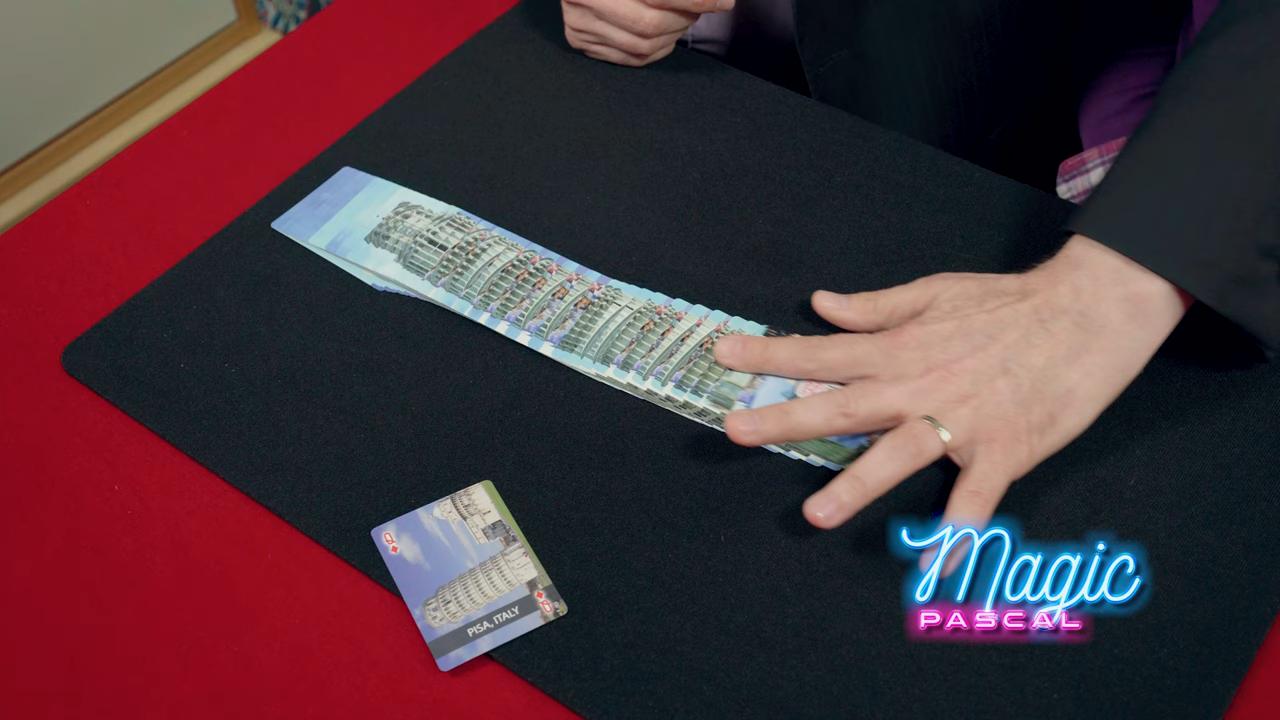 Q
PISA, ITALY
Q
Magic
PASCAL